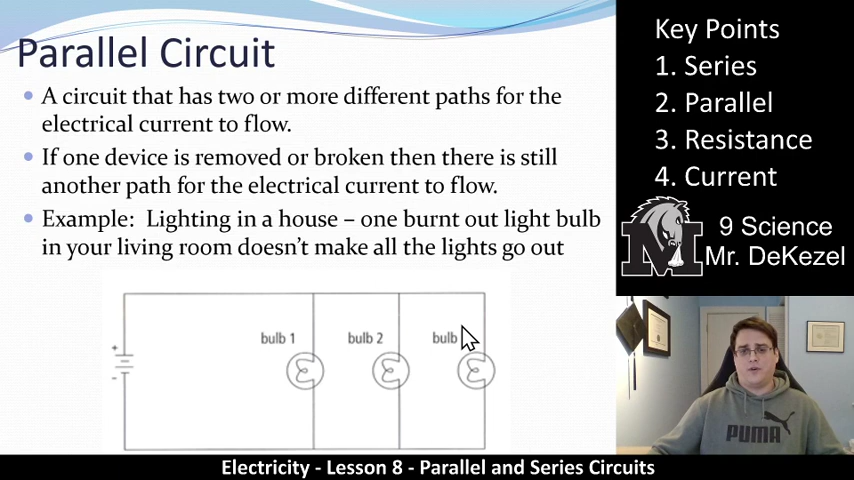 Parallel Circuit
A circuit that has two or more different paths for the
electrical current to flow.
If one device is removed or broken then there is still
another path for the electrical current to flow.
Example: Lighting in a house – one burnt out light bulb
in your living room doesn't make all the lights go out
+
-
bulb 1
bulb 2
bulb
Key Points
1. Series
2. Parallel
3. Resistance
4. Current
M
9 Science
Mr. DeKezel
PUMA
Electricity - Lesson 8 - Parallel and Series Circuits